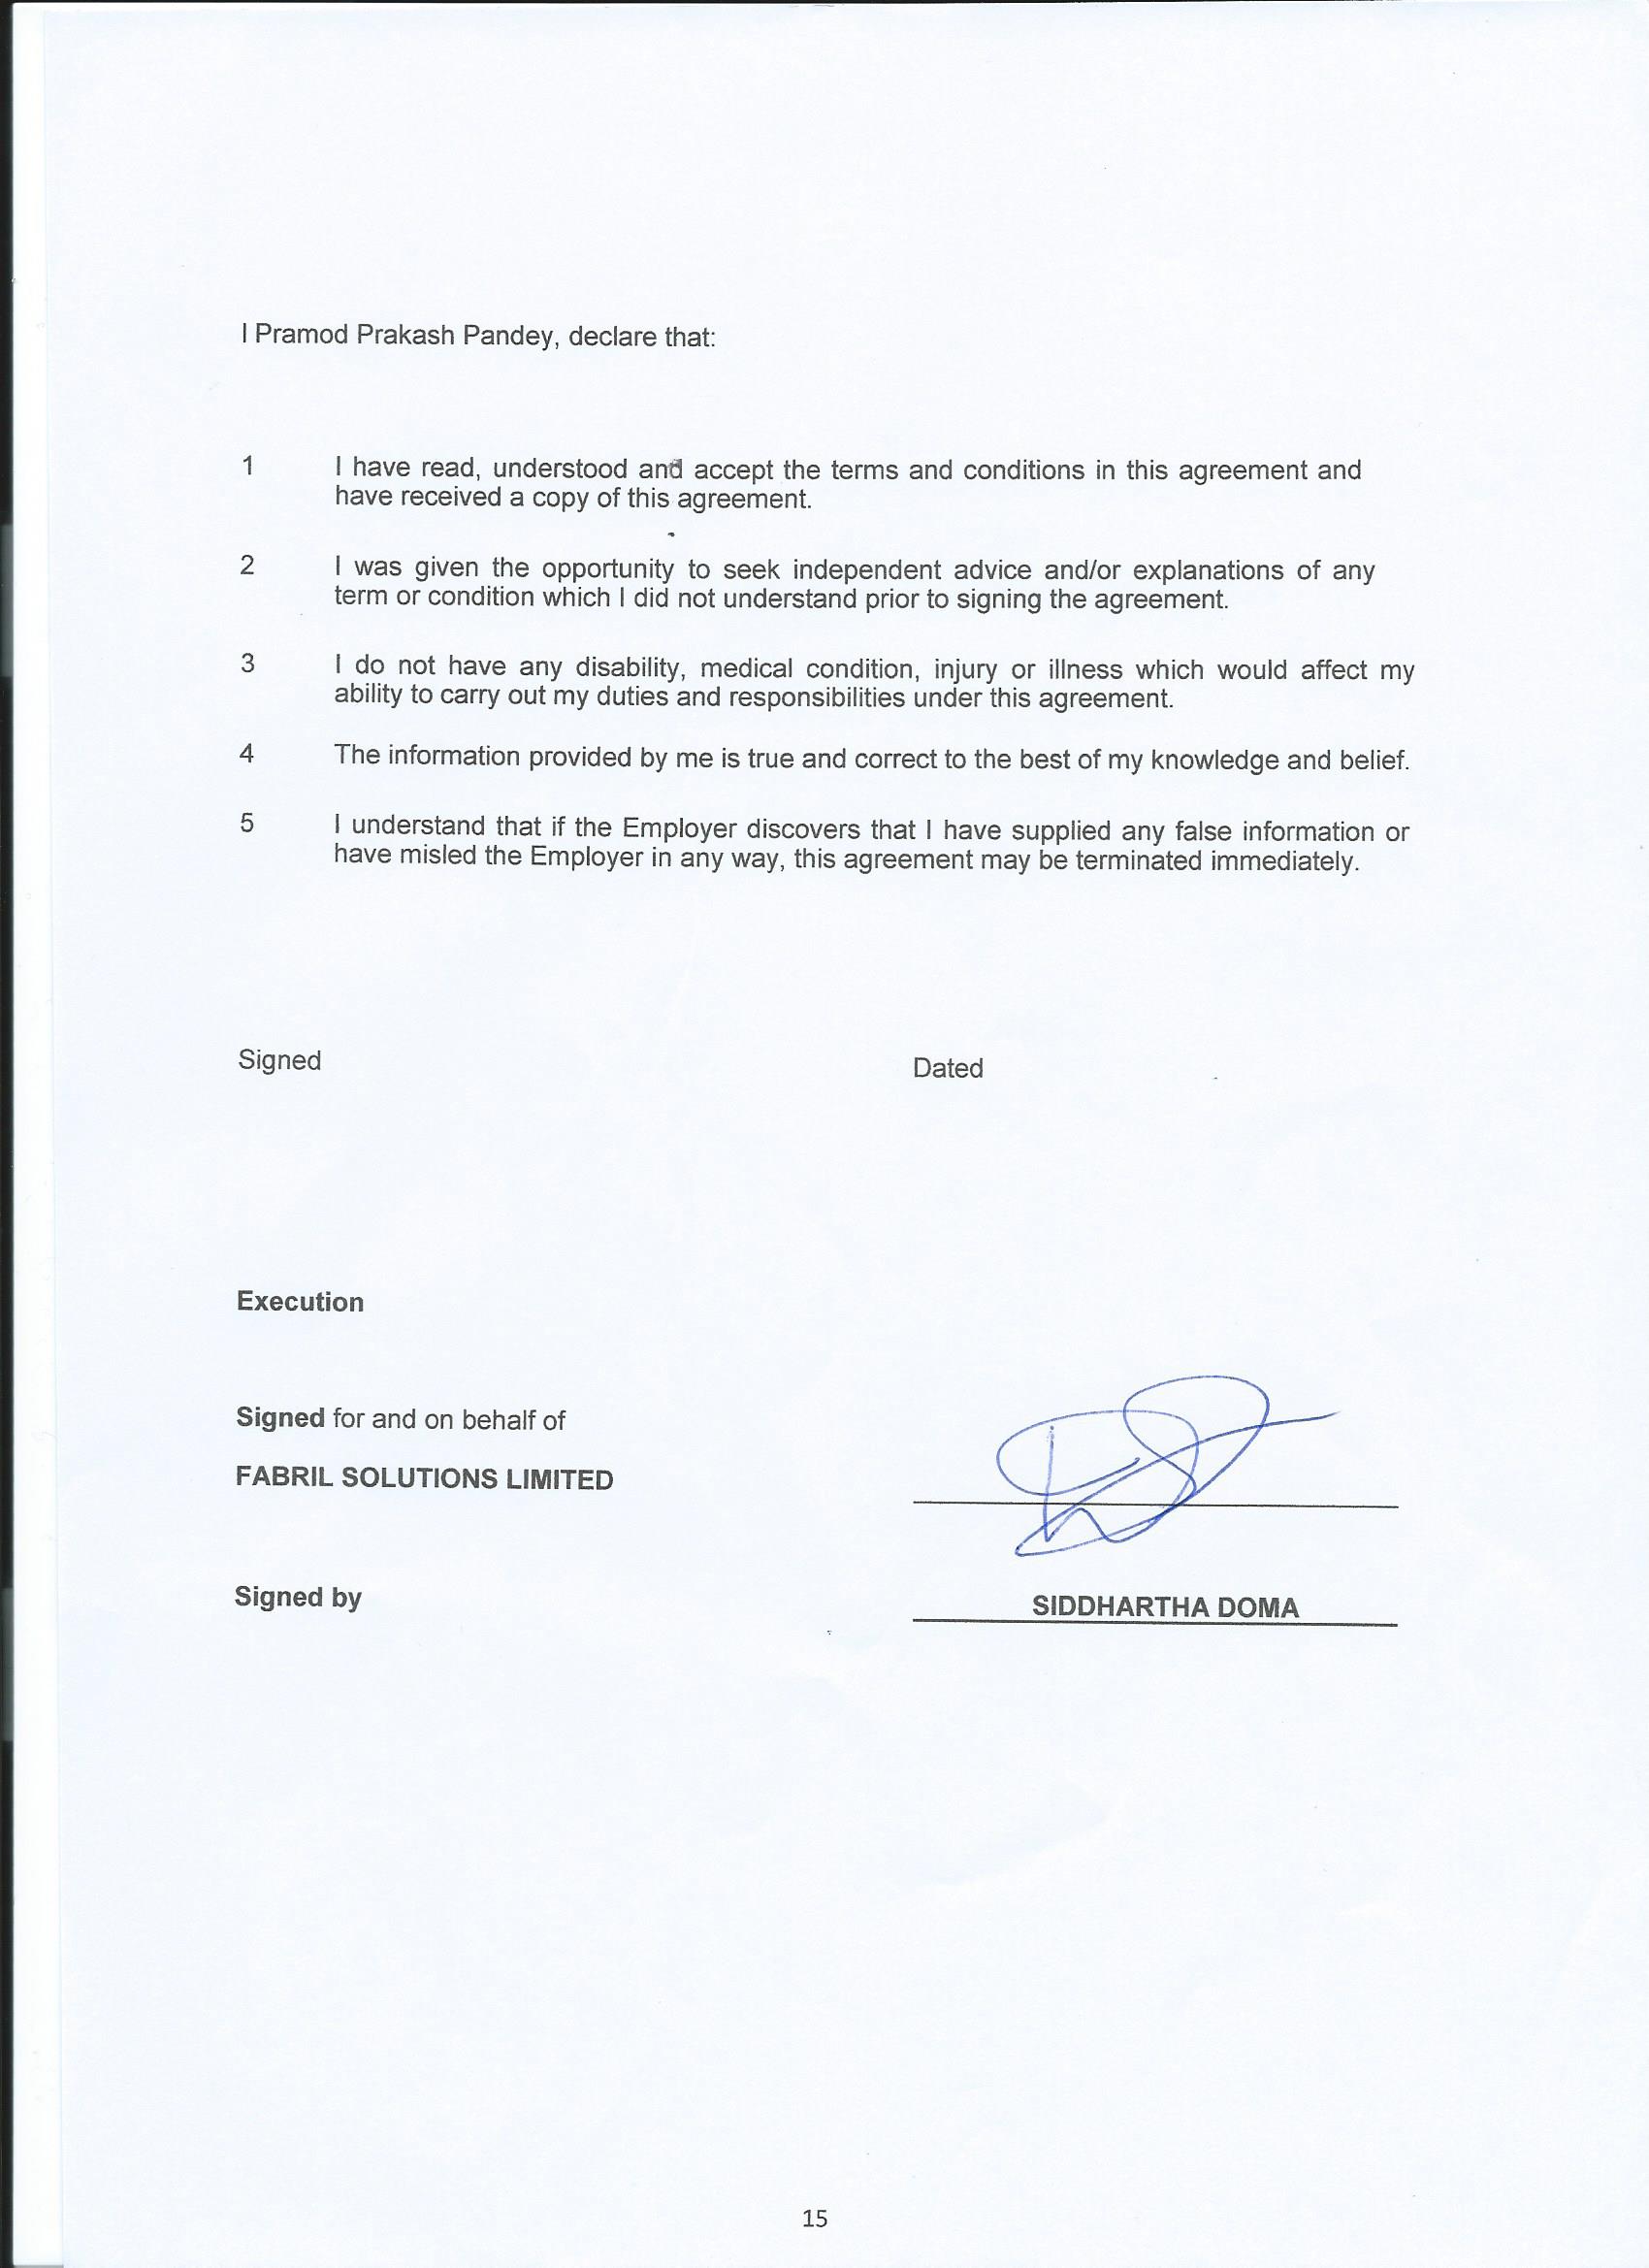 I Pramod Prakash Pandey, declare that:
1 I have read, understood and accept the terms and conditions in this agreement and
have received a copy of this agreement.
2 I was given the opportunity to seek independent advice and/or explanations of any
term or condition which I did not understand prior to signing the agreement.
3 I do not have any disability, medical condition, injury or illness which would affect my
ability to carry out my duties and responsibilities under this agreement.
4 The information provided by me is true and correct to the best of my knowledge and belief.
5 I understand that if the Employer discovers that I have supplied any false information or
have misled the Employer in any way, this agreement may be terminated immediately.
Signed Dated
Execution
Signed for and on behalf of
FABRIL SOLUTIONS LIMITED
Signed by SIDDHARTHA DOMA
15